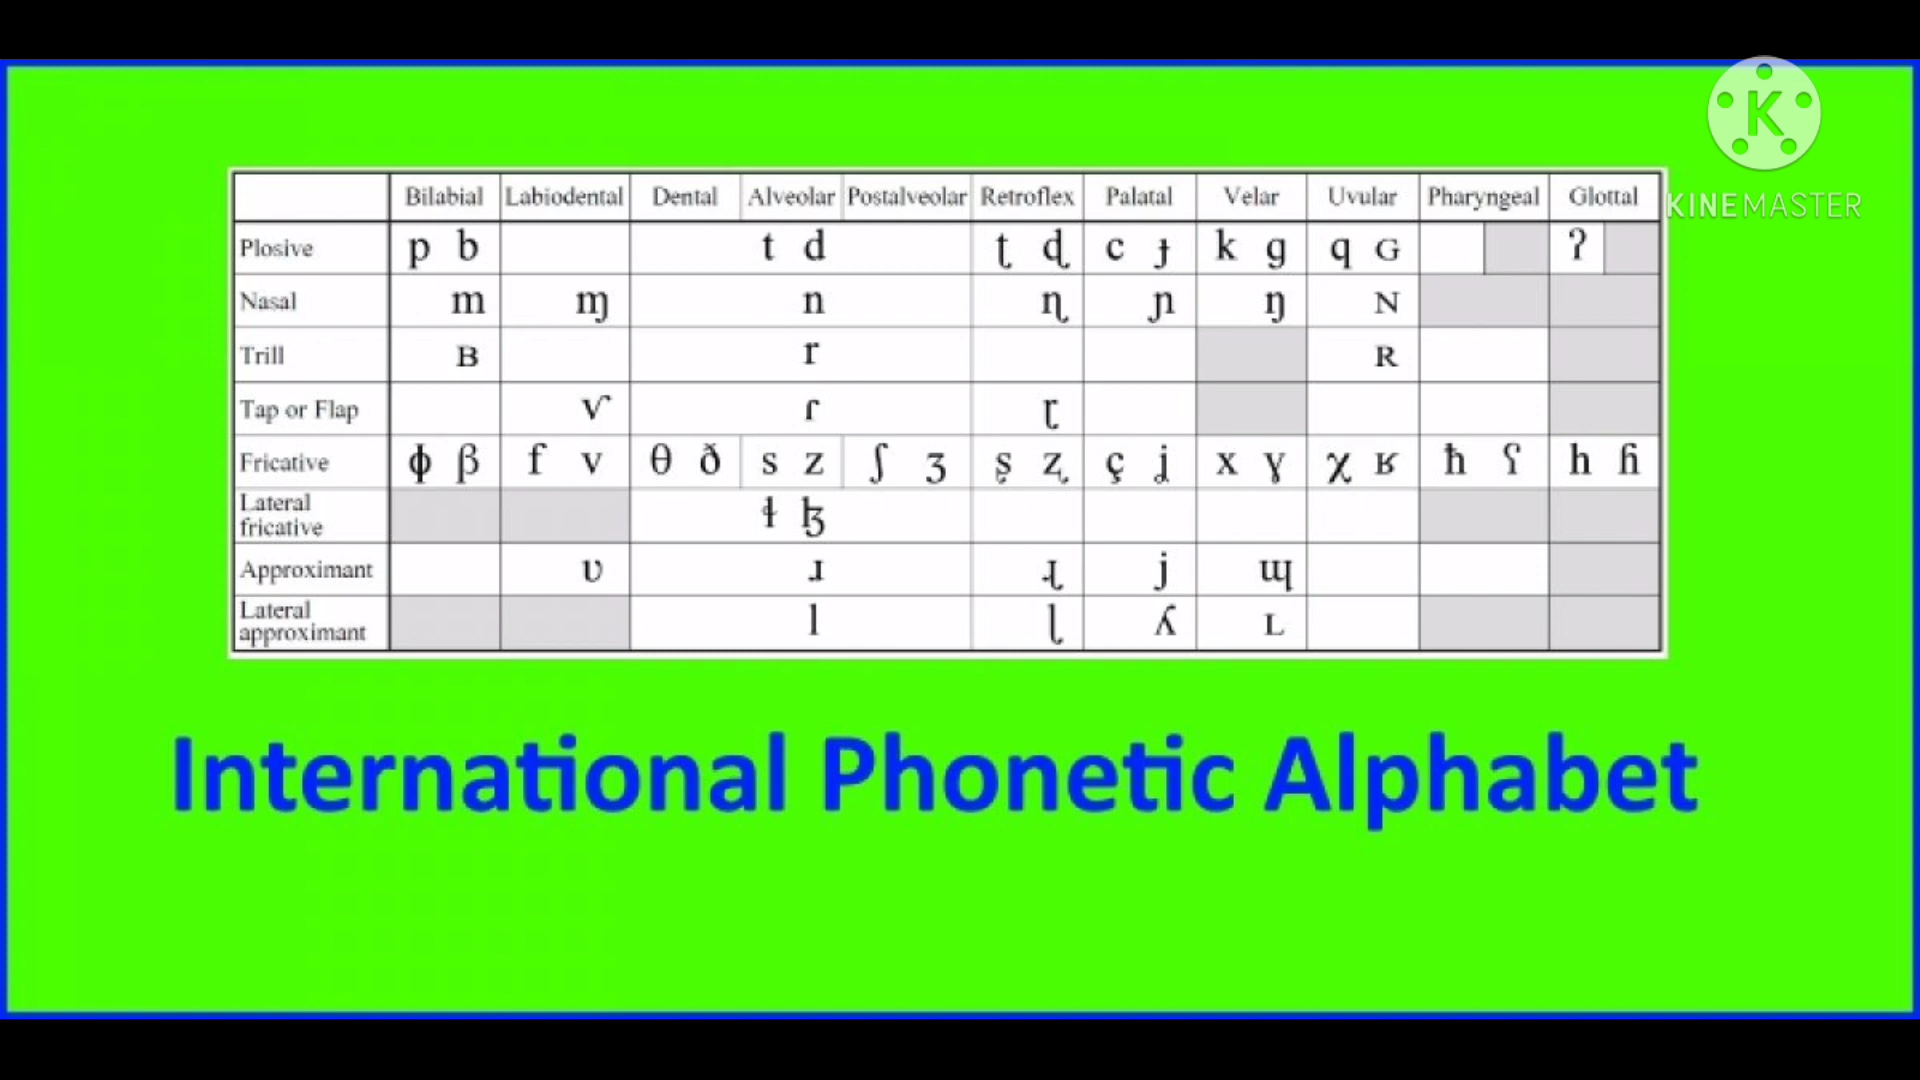 K
KINEMASTER
Bilabial Labiodental Dental Alveolar Postalveolar Retroflex Palatal Velar Uvular Pharyngeal Glottal
Plosive p b t d ʈ ɖ c ɟ k ɡ q ɢ ʔ
Nasal m ɱ n ɳ ɲ ŋ ɴ
Trill ʙ r ʀ
Tap or Flap ⱱ ɾ ɽ
Fricative ɸ β f v θ ð s z ʃ ʒ ʂ ʐ ç ʝ x ɣ χ ʁ ħ ʕ h ɦ
Lateral
fricative ɬ ɮ
Approximant ʋ ɹ ɻ j ɰ
Lateral
approximant l ɭ ʎ ʟ
International Phonetic Alphabet